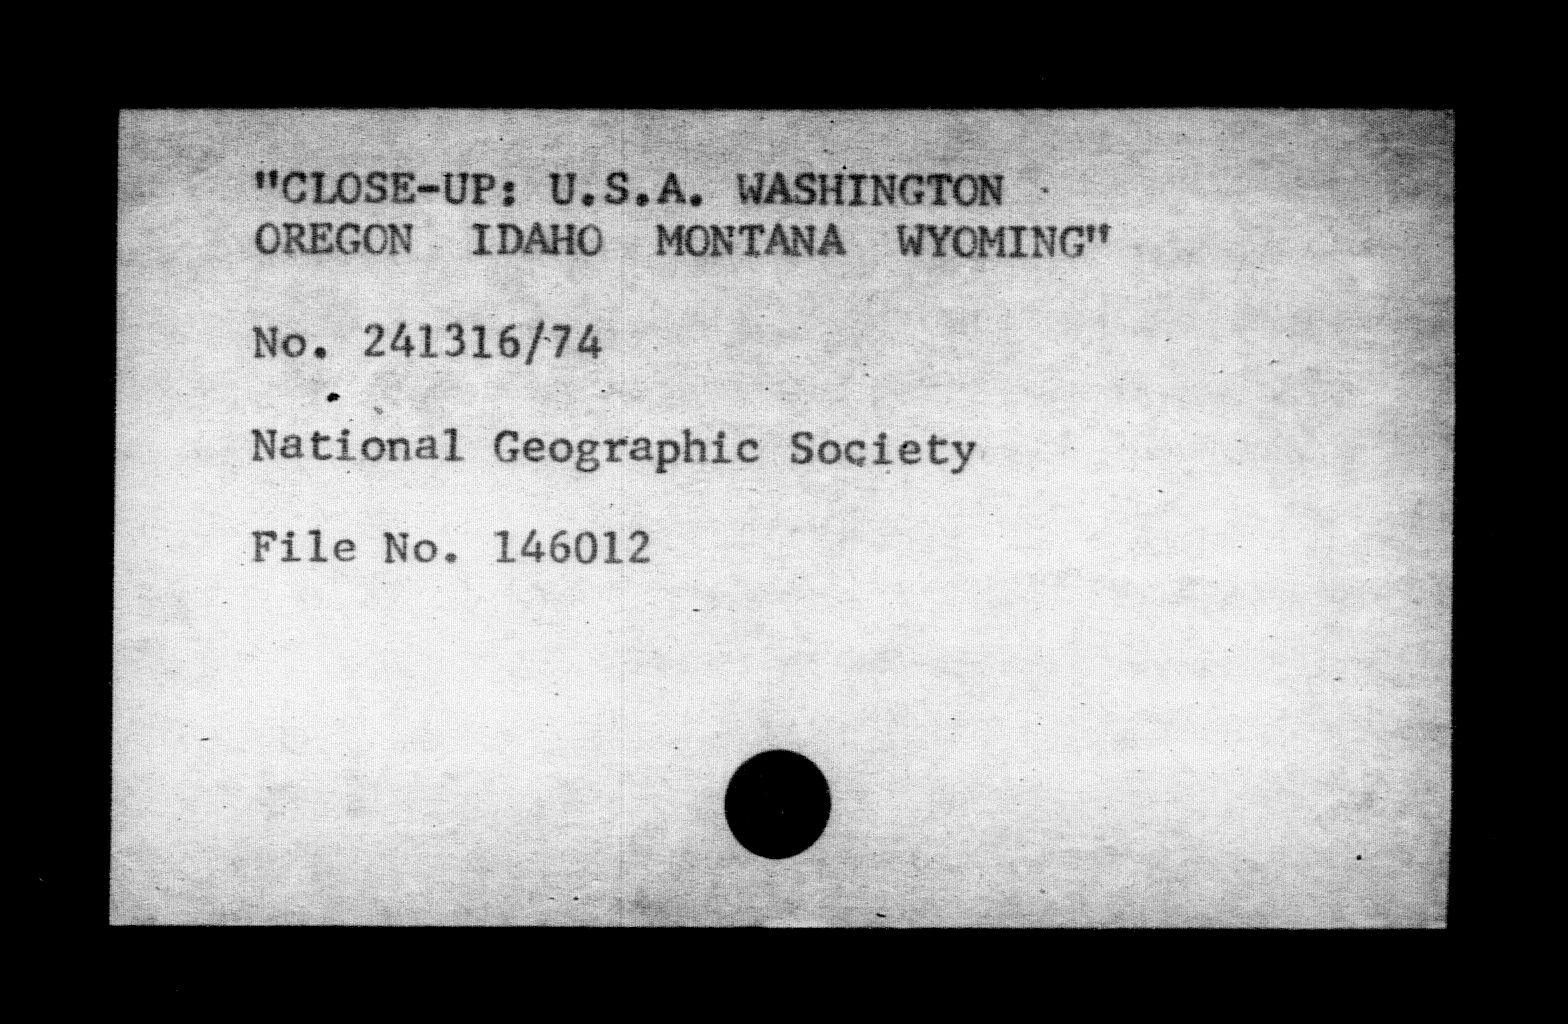 "CLOSE-UP: U.S.A. WASHINGTON
OREGON IDAHO MONTANA WYOMING"
No. 241316/74
National Geographic Society
File No. 146012